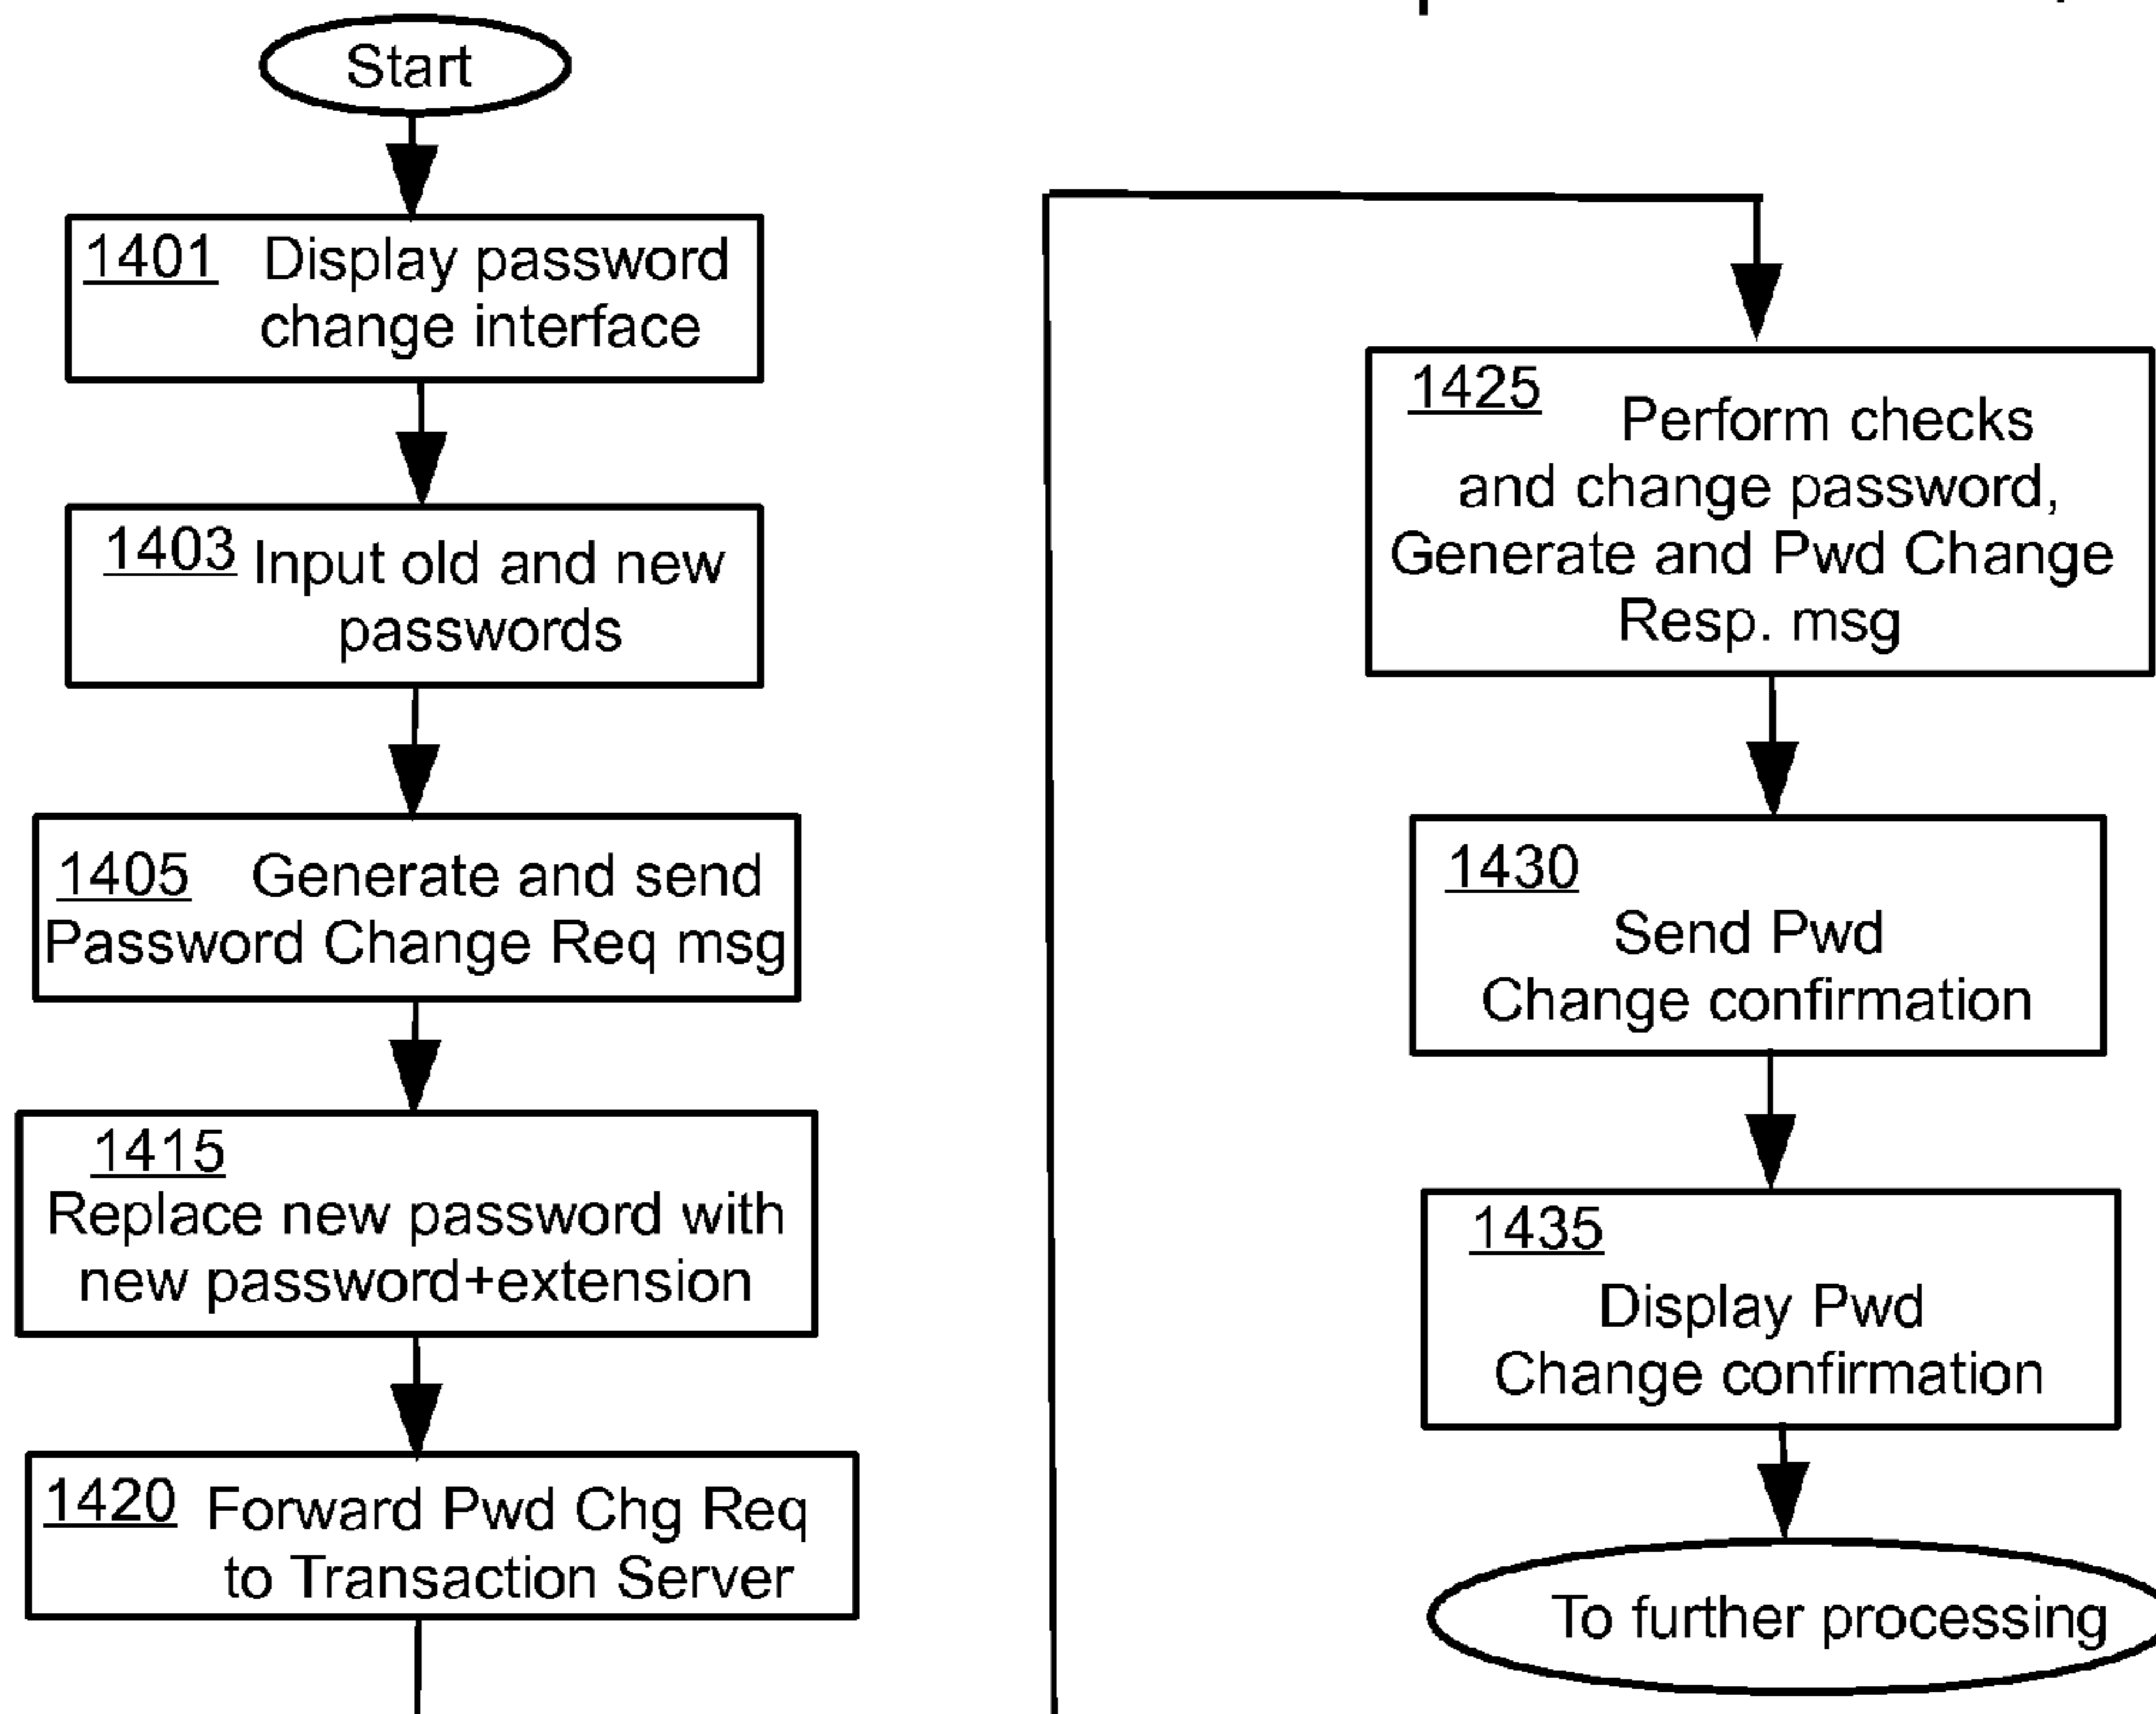 Start
1401 Display password
change interface
1403 Input old and new
passwords
1405 Generate and send
Password Change Req msg
1415
Replace new password with
new password+extension
1420 Forward Pwd Chg Req
to Transaction Server
1425 Perform checks
and change password,
Generate and Pwd Change
Resp. msg
1430
Send Pwd
Change confirmation
1435
Display Pwd
Change confirmation
To further processing